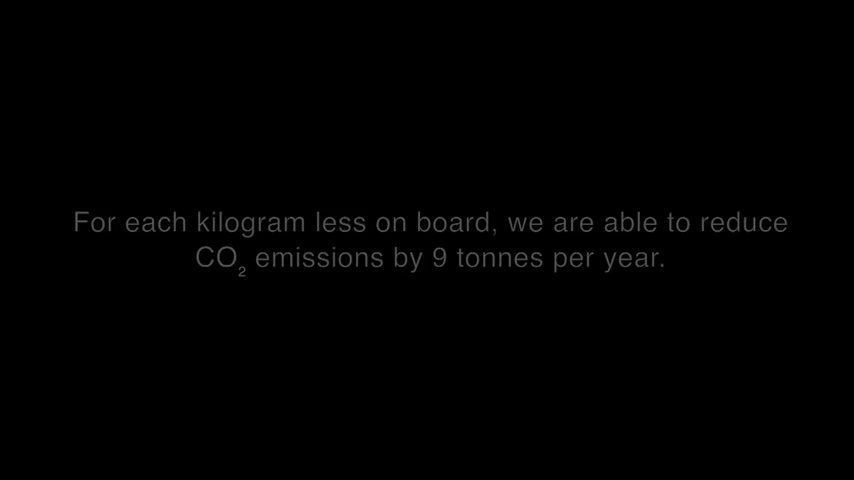 For each kilogram less on board, we are able to reduce
CO₂ emissions by 9 tonnes per year.